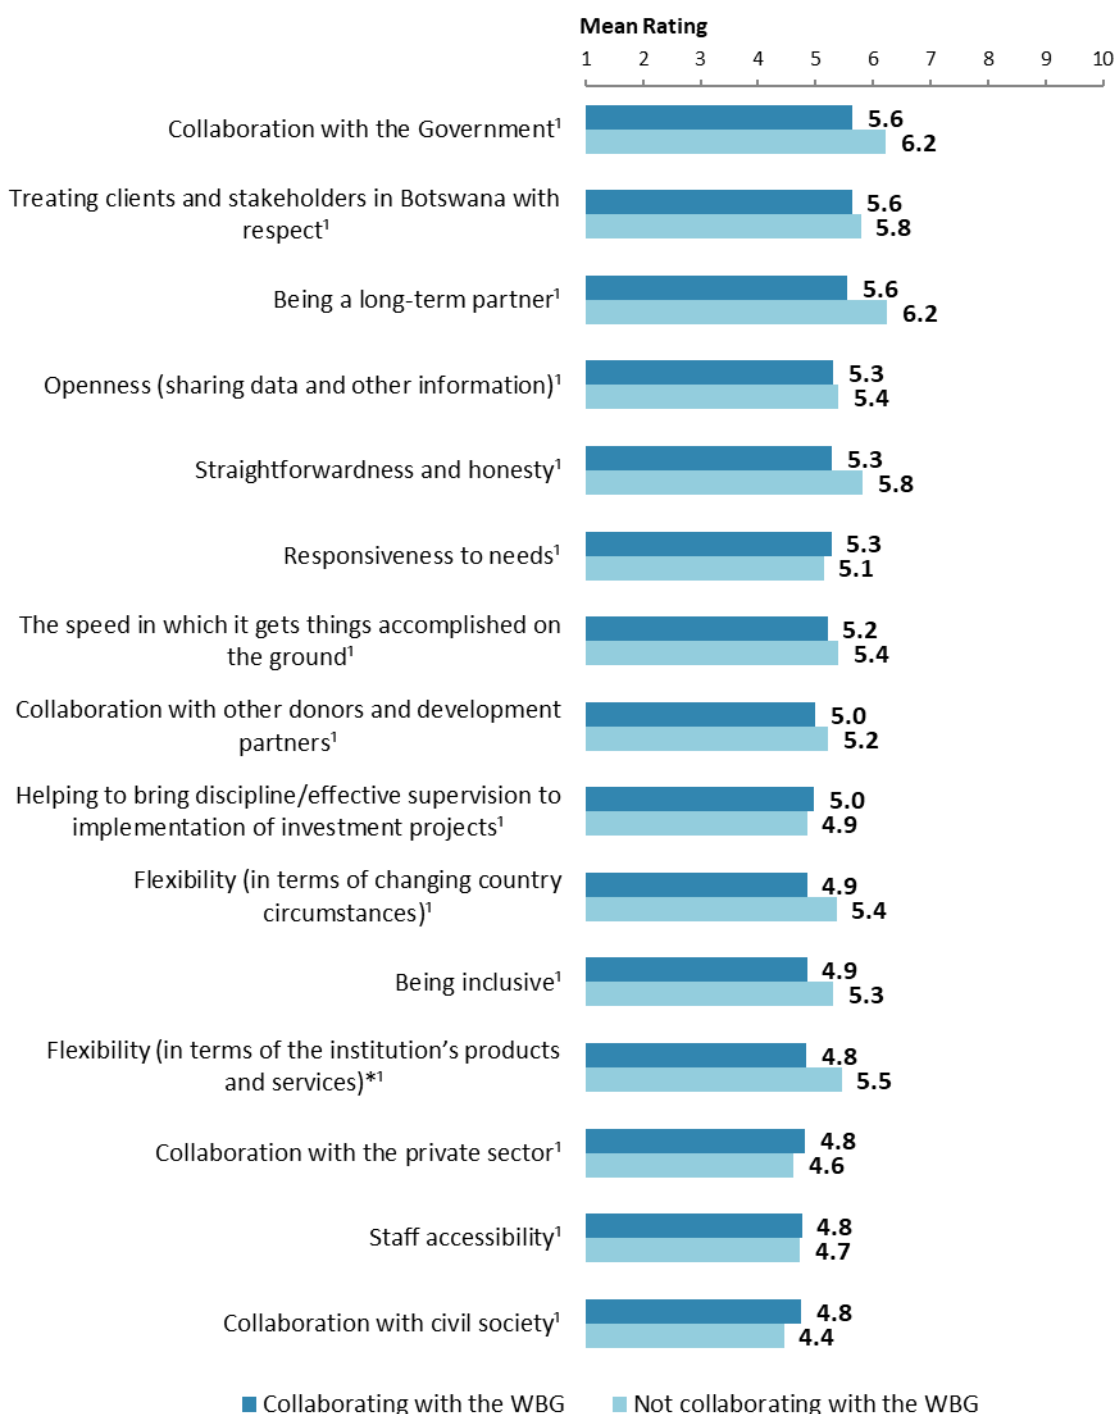 Mean Rating
1 2 3 4 5 6 7 8 9 10
Collaboration with the Government¹
5.6
6.2
Treating clients and stakeholders in Botswana with
respect¹
5.6
5.8
Being a long-term partner¹
5.6
6.2
Openness (sharing data and other information)¹
5.3
5.4
Straightforwardness and honesty¹
5.3
5.8
Responsiveness to needs¹
5.3
5.1
The speed in which it gets things accomplished on
the ground¹
5.2
5.4
Collaboration with other donors and development
partners¹
5.0
5.2
Helping to bring discipline/effective supervision to
implementation of investment projects¹
5.0
4.9
Flexibility (in terms of changing country
circumstances)¹
4.9
5.4
Being inclusive¹
4.9
5.3
Flexibility (in terms of the institution’s products
and services)*¹
4.8
5.5
Collaboration with the private sector¹
4.8
4.6
Staff accessibility¹
4.8
4.7
Collaboration with civil society¹
4.8
4.4
Collaborating with the WBG
Not collaborating with the WBG